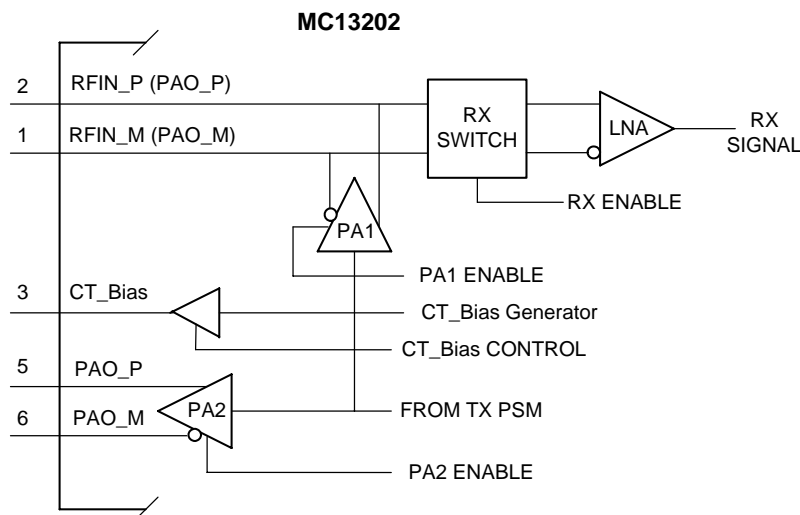 MC13202
2 RFIN_P (PAO_P)
1 RFIN_M (PAO_M)
RX
SWITCH
LNA
RX
SIGNAL
RX ENABLE
PA1
PA1 ENABLE
3 CT_Bias
CT_Bias Generator
CT_Bias CONTROL
5 PAO_P
6 PAO_M
PA2
FROM TX PSM
PA2 ENABLE